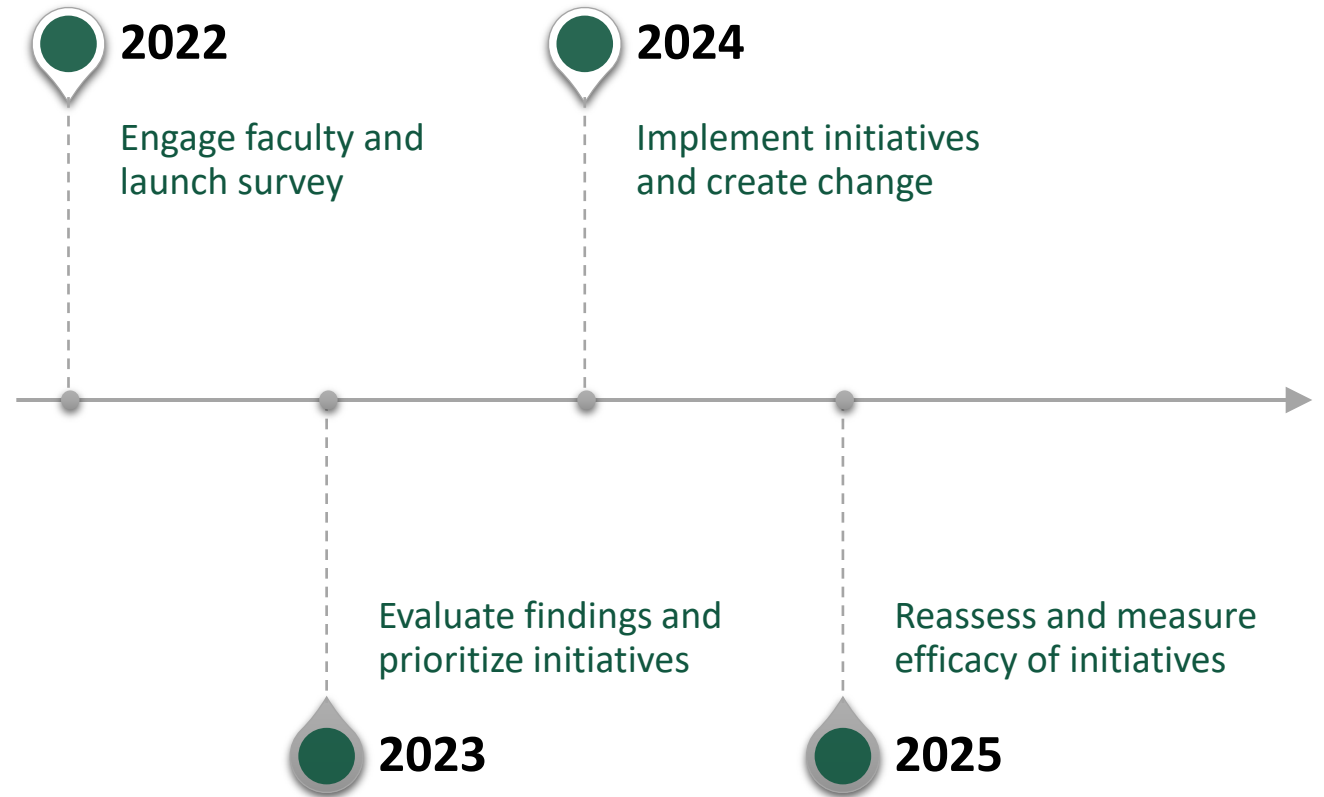 2022
Engage faculty and
launch survey
2024
Implement initiatives
and create change
Evaluate findings and
prioritize initiatives
2023
Reassess and measure
efficacy of initiatives
2025